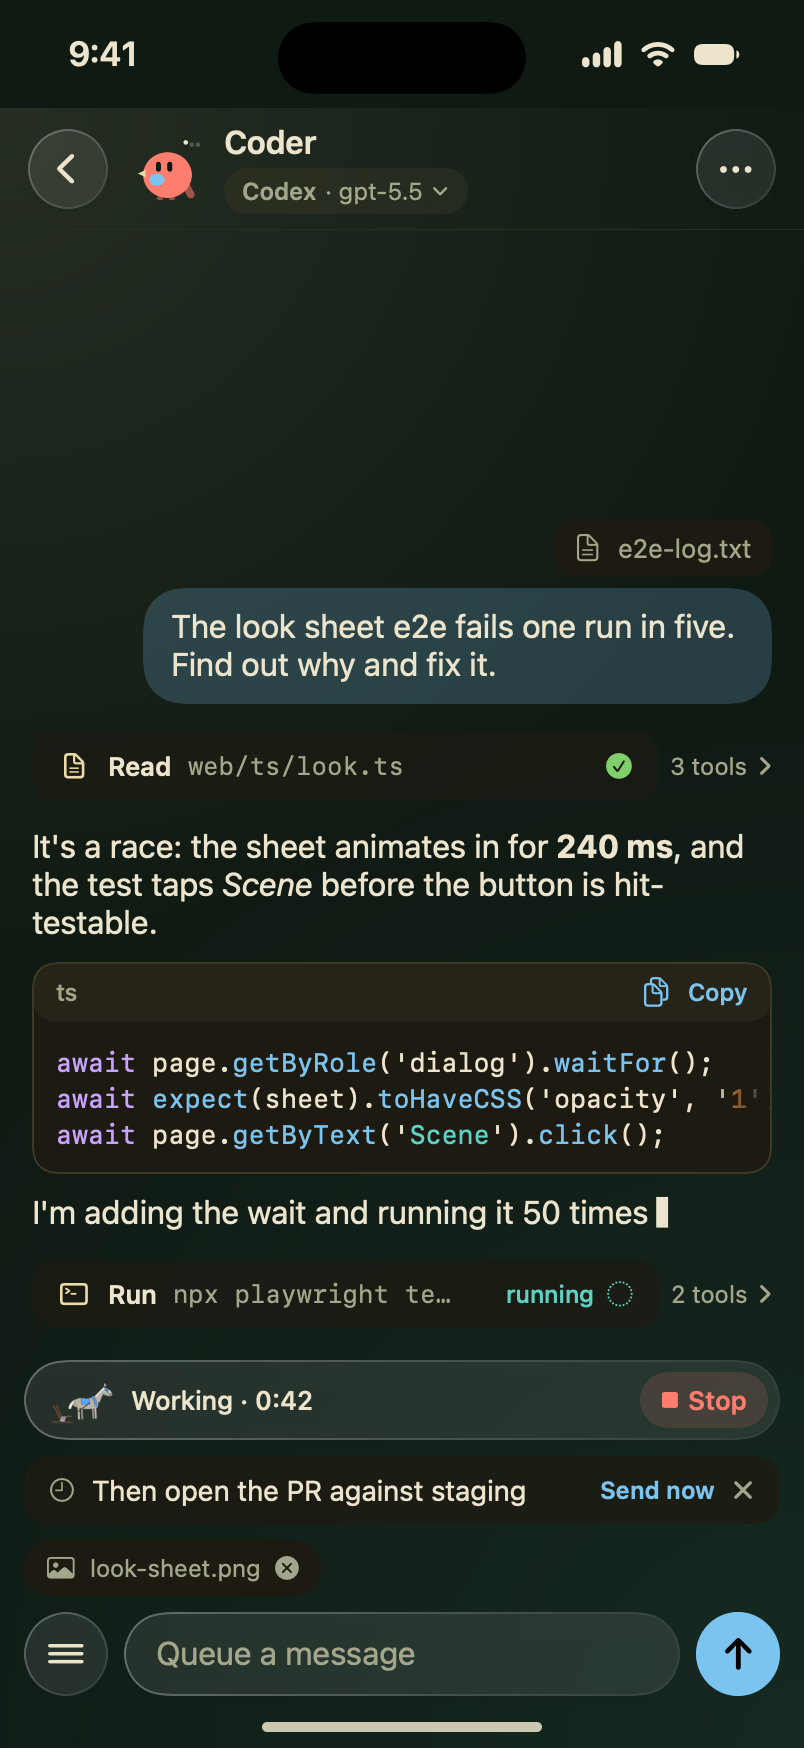 9:41
Coder
Codex · gpt-5.5
e2e-log.txt
The look sheet e2e fails one run in five.
Find out why and fix it.
Read web/ts/look.ts
3 tools
It's a race: the sheet animates in for 240 ms, and
the test taps Scene before the button is hit-
testable.
ts
Copy
await page.getByRole('dialog').waitFor();
await expect(sheet).toHaveCSS('opacity', '1'
await page.getByText('Scene').click();
I'm adding the wait and running it 50 times
Run npx playwright te… running
2 tools
Working · 0:42
Stop
Then open the PR against staging
Send now
look-sheet.png
Queue a message